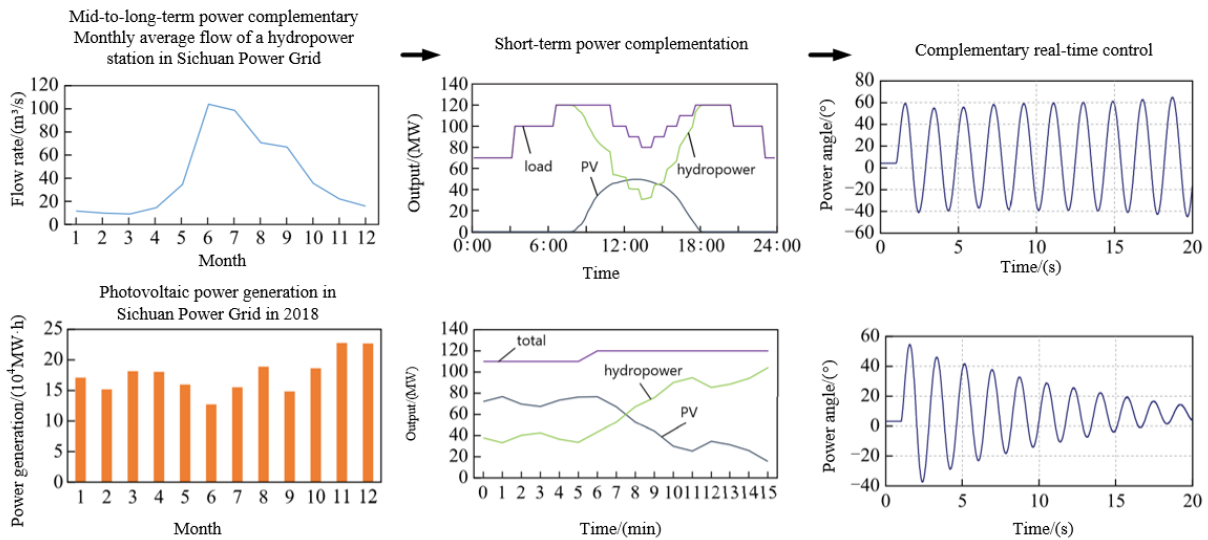 Mid-to-long-term power complementary
Monthly average flow of a hydropower
station in Sichuan Power Grid
Flow rate/(m³/s)
120
100
80
60
40
20
0
1 2 3 4 5 6 7 8 9 10 11 12
Month
Short-term power complementation
Output/(MW)
140
120
100
80
60
40
20
0
load
PV
hydropower
0:00 6:00 12:00 18:00 24:00
Time
Complementary real-time control
Power angle/(°)
80
60
40
20
0
−20
−40
−60
0 5 10 15 20
Time/(s)
Photovoltaic power generation in
Sichuan Power Grid in 2018
Power generation/(10⁴MW·h)
25
20
15
10
5
0
1 2 3 4 5 6 7 8 9 10 11 12
Month
Output/(MW)
140
120
100
80
60
40
20
0
total
hydropower
PV
0 1 2 3 4 5 6 7 8 9 10 11 12 13 14 15
Time/(min)
Power angle/(°)
60
40
20
0
−20
−40
0 5 10 15 20
Time/(s)